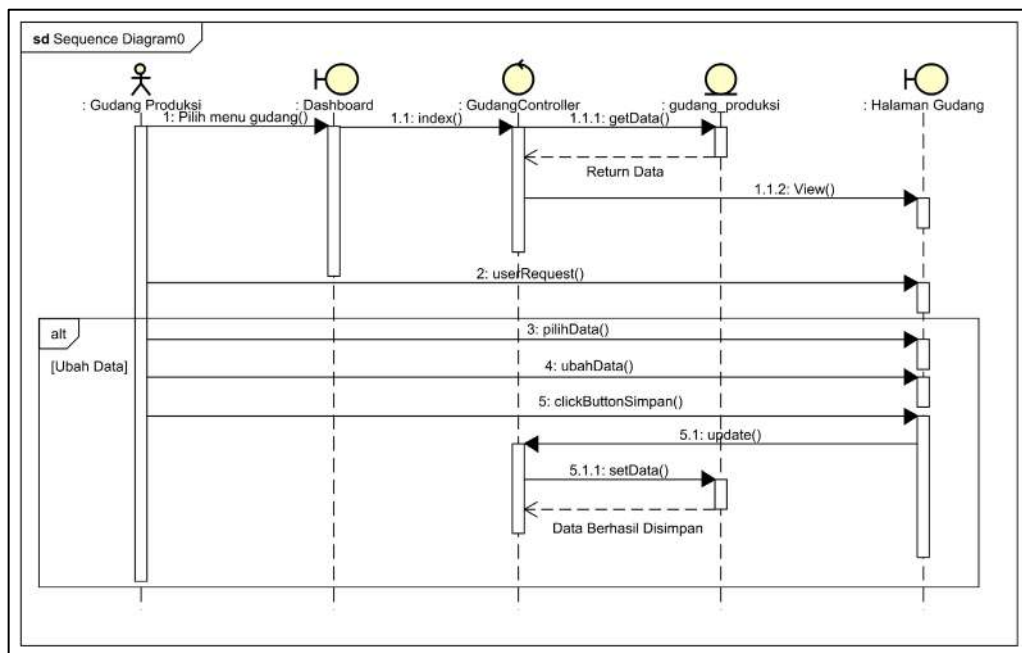 sd Sequence Diagram0
: Gudang Produksi
: Dashboard
: GudangController
: gudang_produksi
: Halaman Gudang
1: Pilih menu gudang()
1.1: index()
1.1.1: getData()
Return Data
1.1.2: View()
2: userRequest()
alt
3: pilihData()
[Ubah Data]
4: ubahData()
5: clickButtonSimpan()
5.1: update()
5.1.1: setData()
Data Berhasil Disimpan